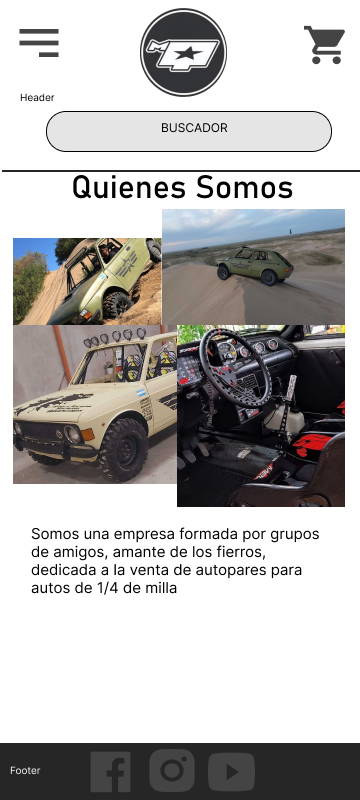 Header
BUSCADOR
Quienes Somos
Somos una empresa formada por grupos
de amigos, amante de los fierros,
dedicada a la venta de autopares para
autos de 1/4 de milla
Footer